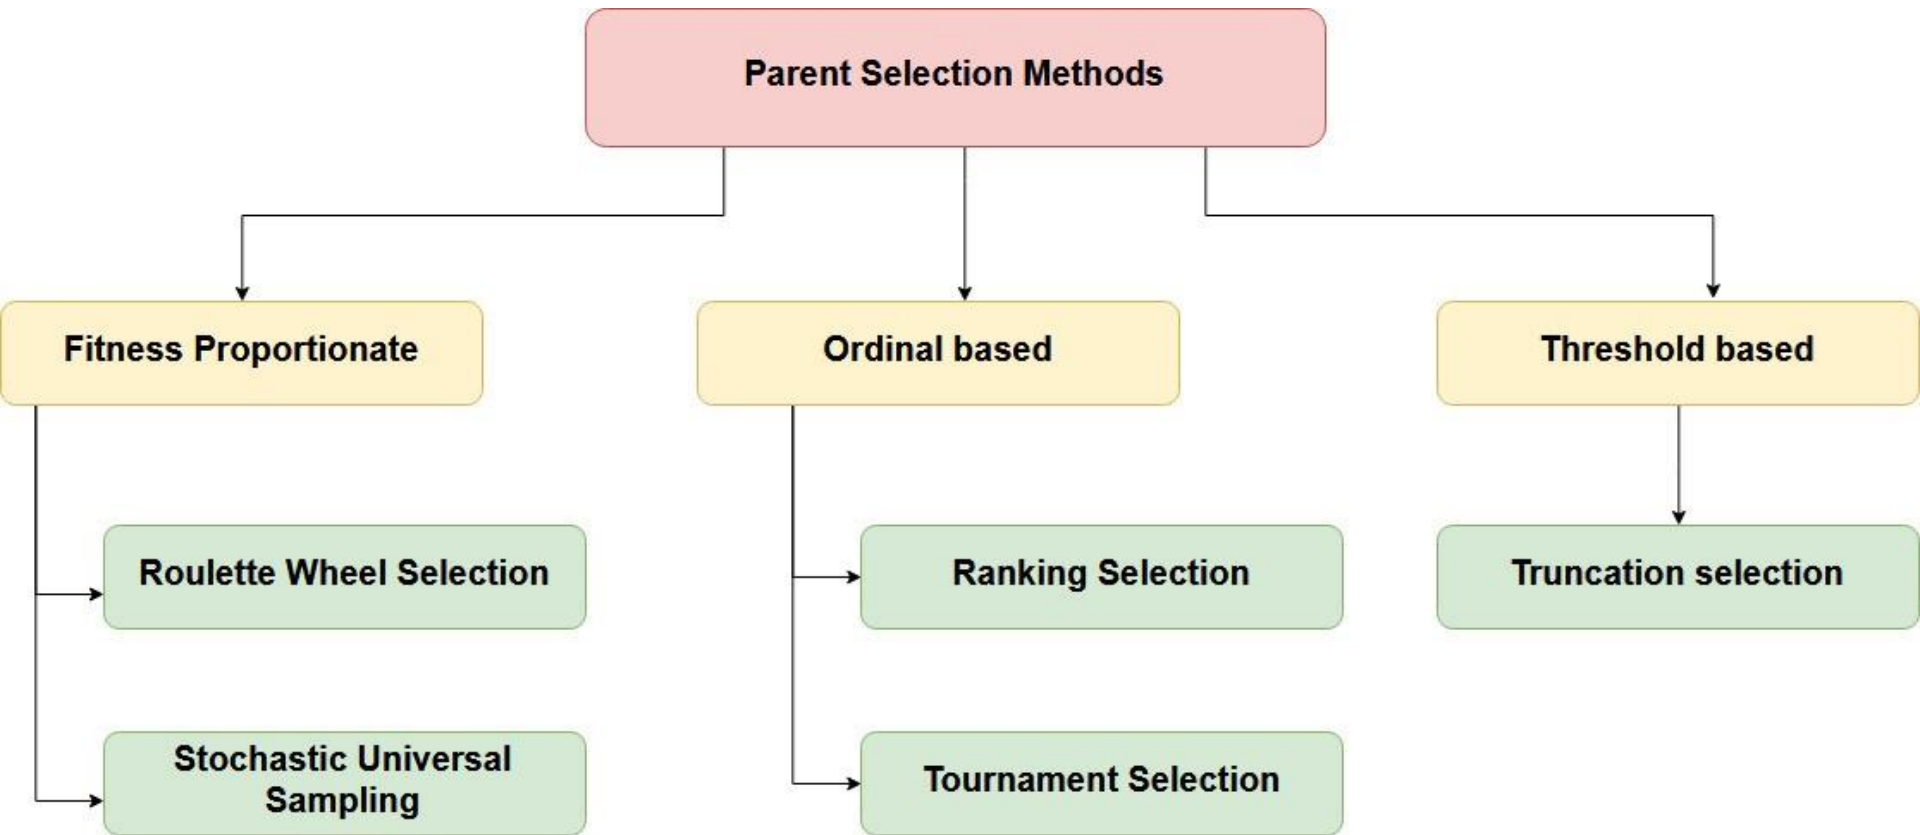 Parent Selection Methods
Fitness Proportionate
Ordinal based
Threshold based
Roulette Wheel Selection
Ranking Selection
Truncation selection
Stochastic Universal
Sampling
Tournament Selection